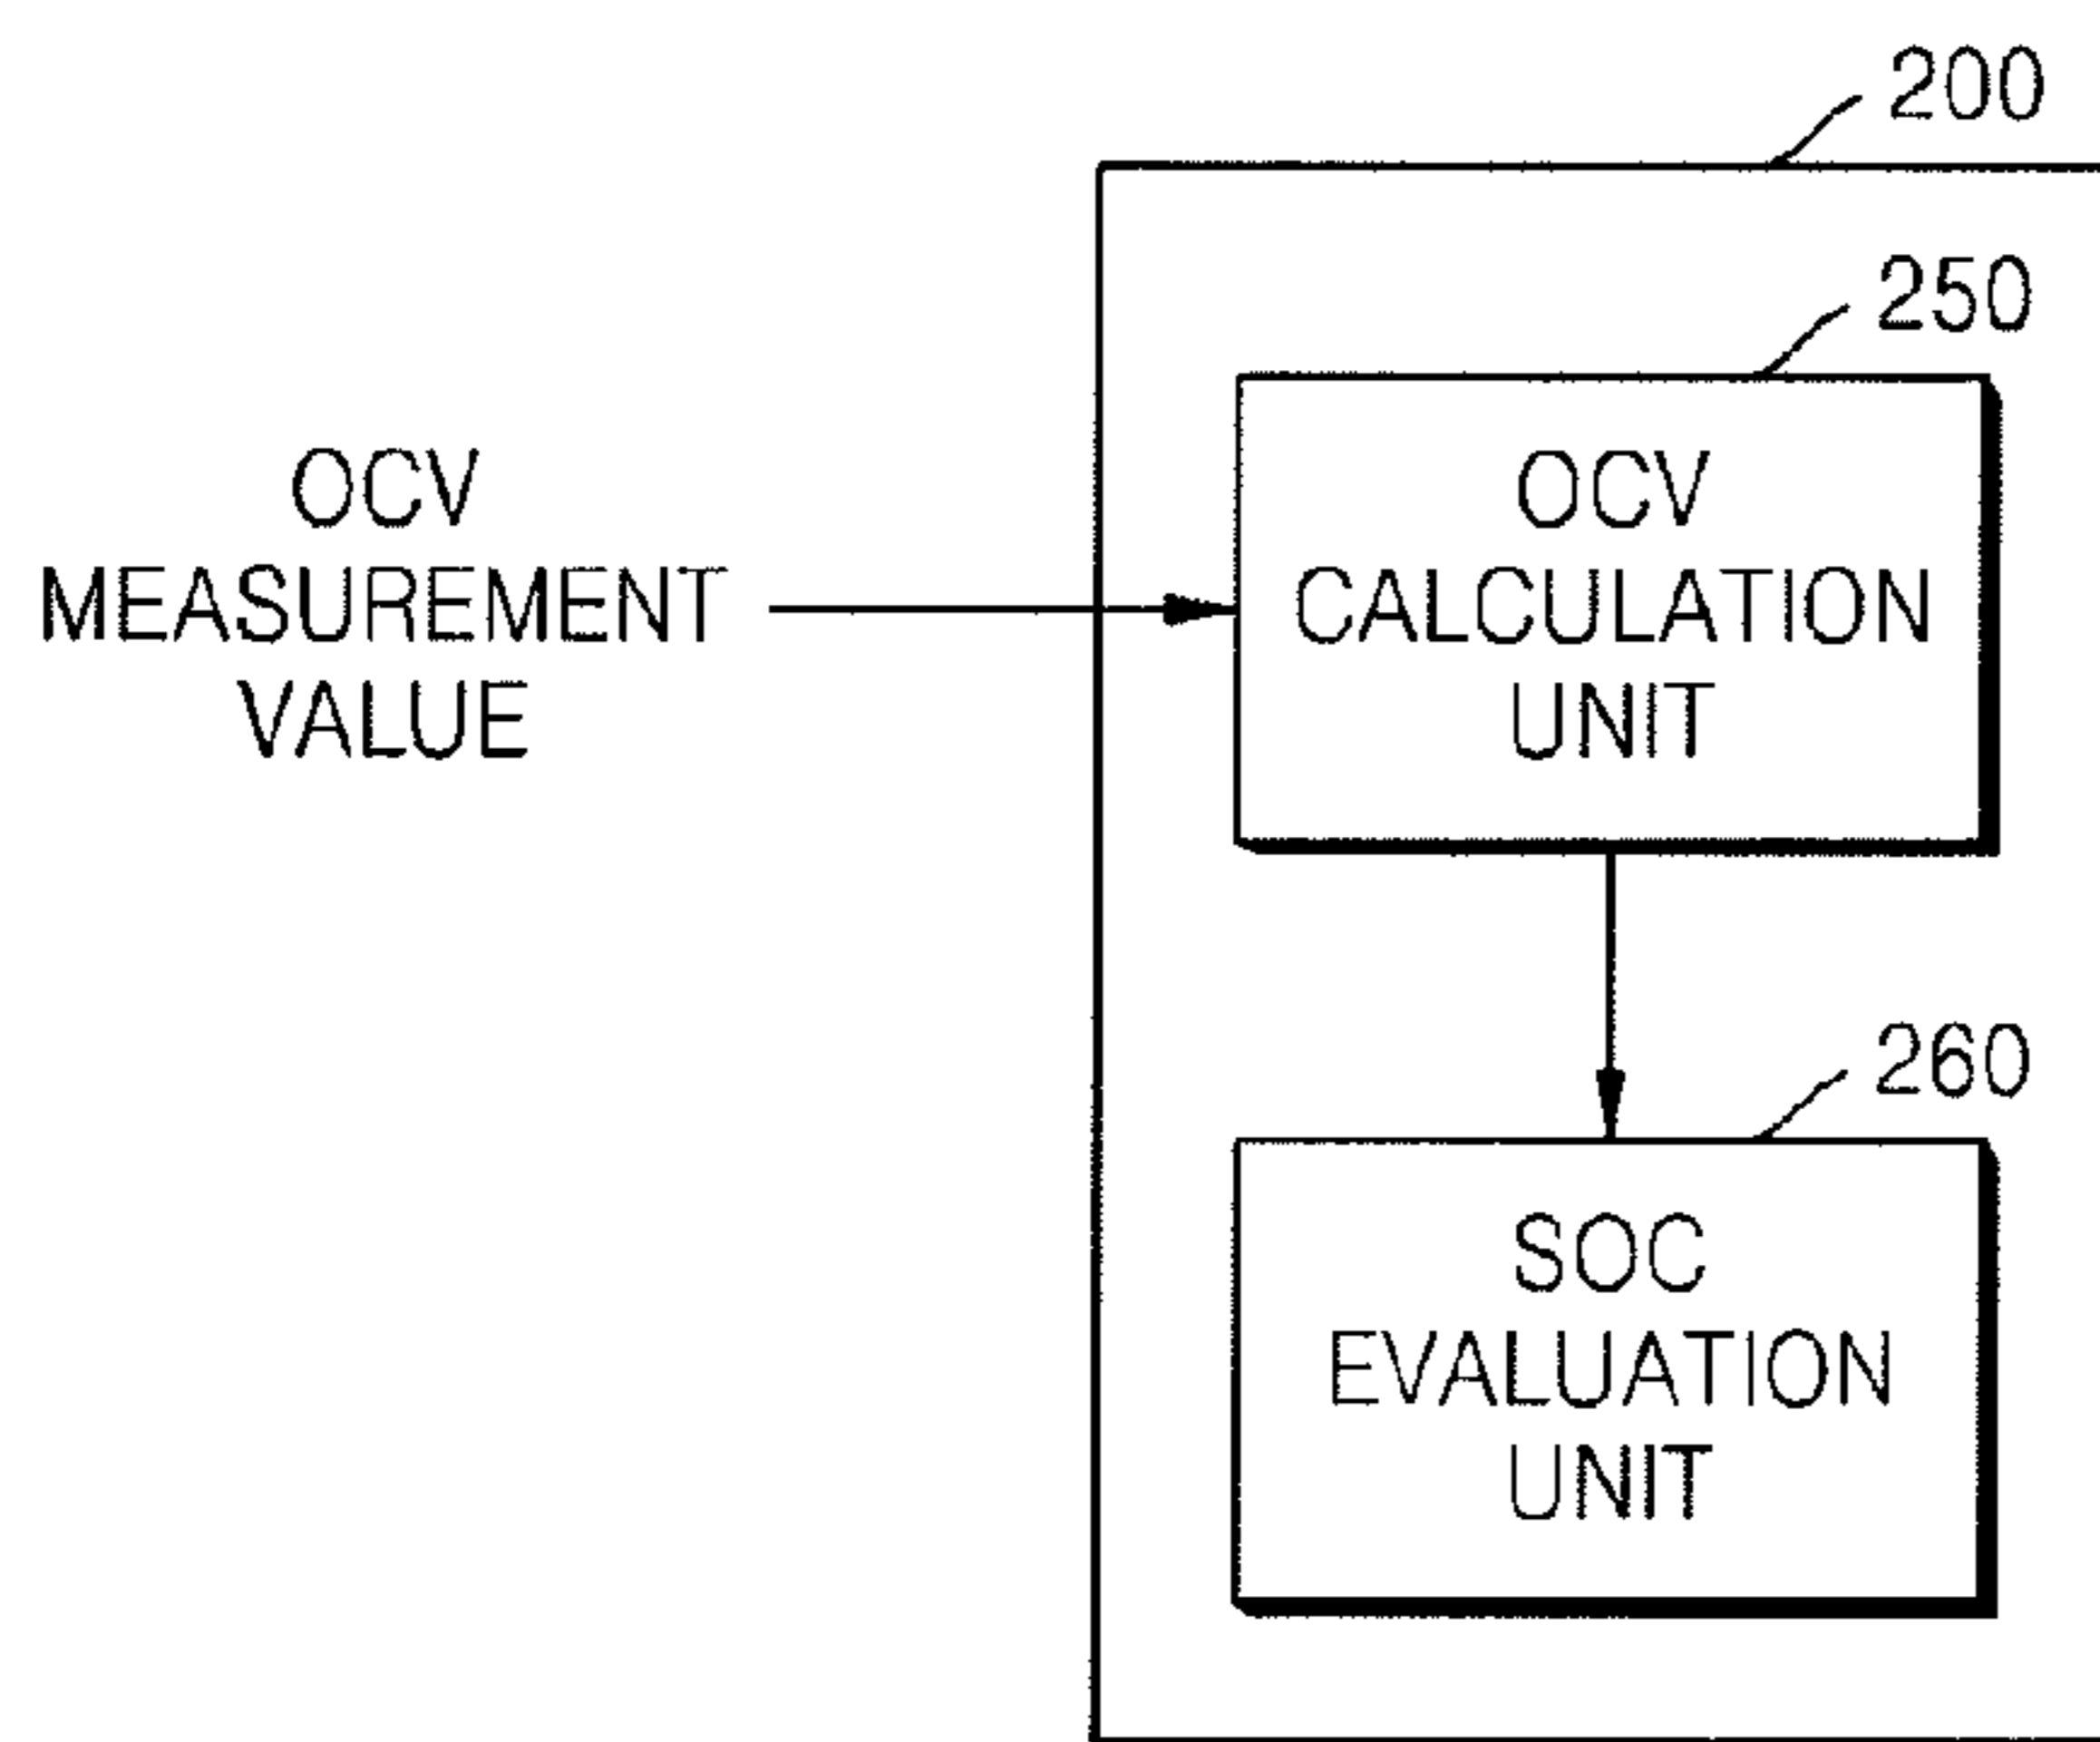 200
250
OCV
MEASUREMENT
VALUE
OCV
CALCULATION
UNIT
260
SOC
EVALUATION
UNIT